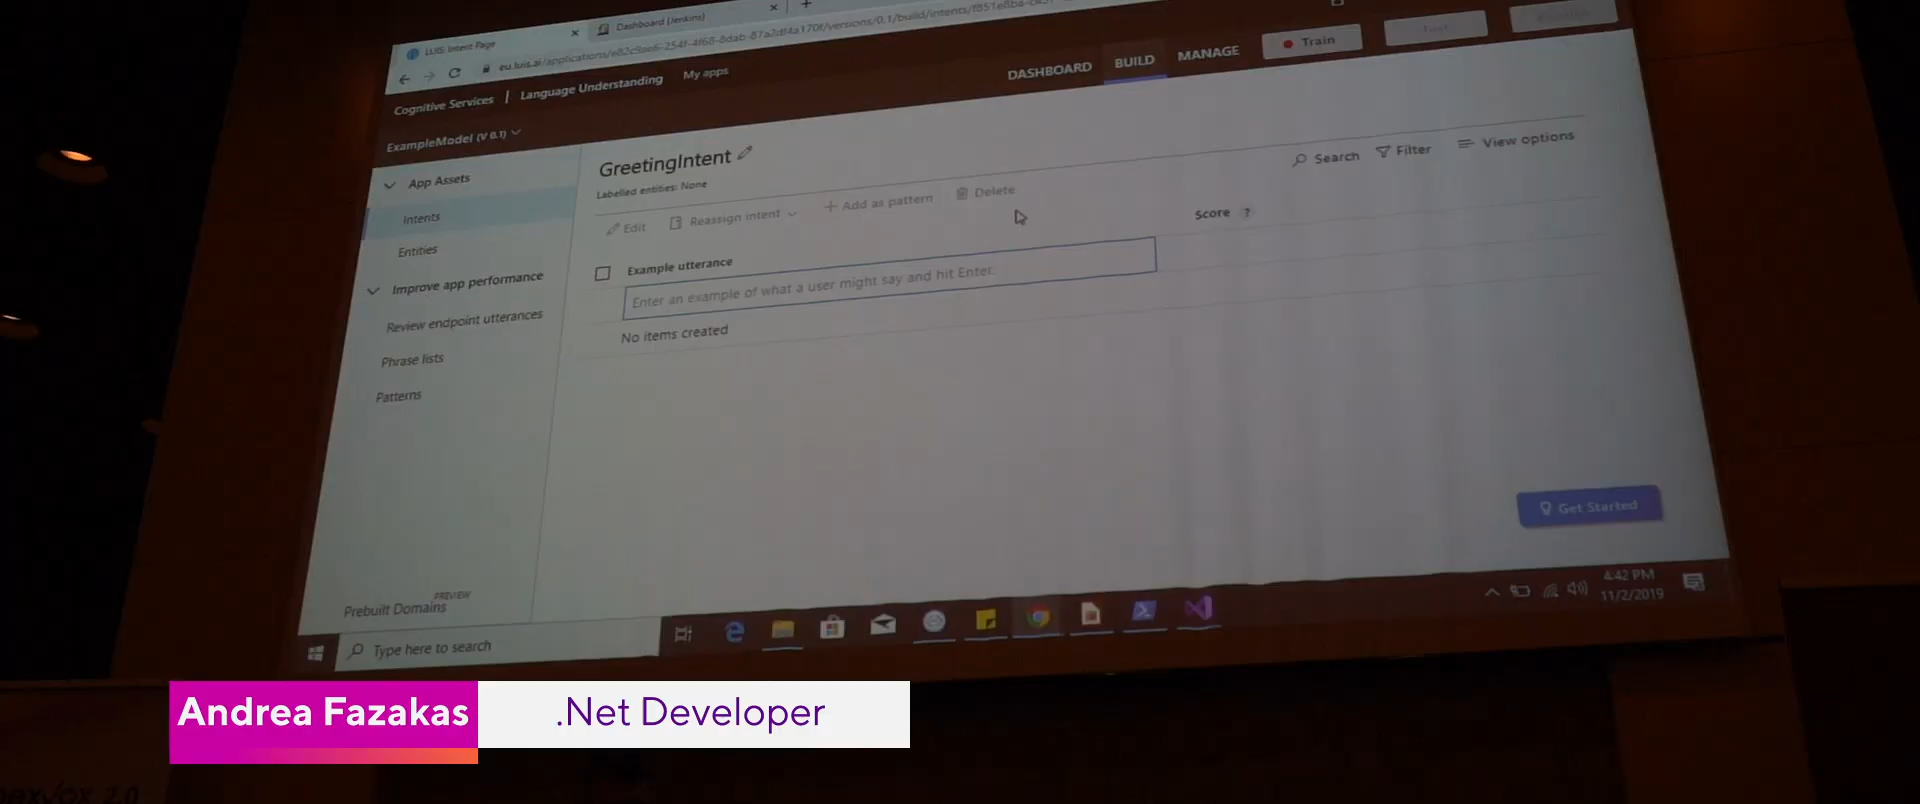 LUIS: Intent Page
Dashboard [Jenkins]
Cognitive Services | Language Understanding My apps
DASHBOARD BUILD MANAGE Train Test
ExampleModel (V 0.1)
App Assets
Intents
Entities
Improve app performance
Review endpoint utterances
Phrase lists
Patterns
Prebuilt Domains PREVIEW
GreetingIntent
Labelled entities: None
Search Filter View options
Edit Reassign intent + Add as pattern Delete
Example utterance
Score ?
Enter an example of what a user might say and hit Enter.
No items created
Get Started
Type here to search
4:42 PM
11/2/2019
Andrea Fazakas
.Net Developer